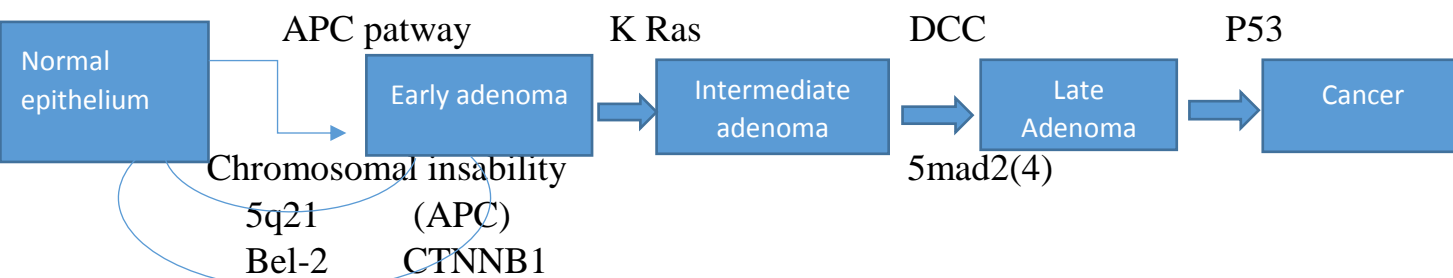 APC patway K Ras DCC P53
Normal epithelium
Early adenoma
Intermediate adenoma
Late Adenoma
Cancer
Chromosomal insability 5mad2(4)
5q21 (APC)
Bel-2 CTNNB1